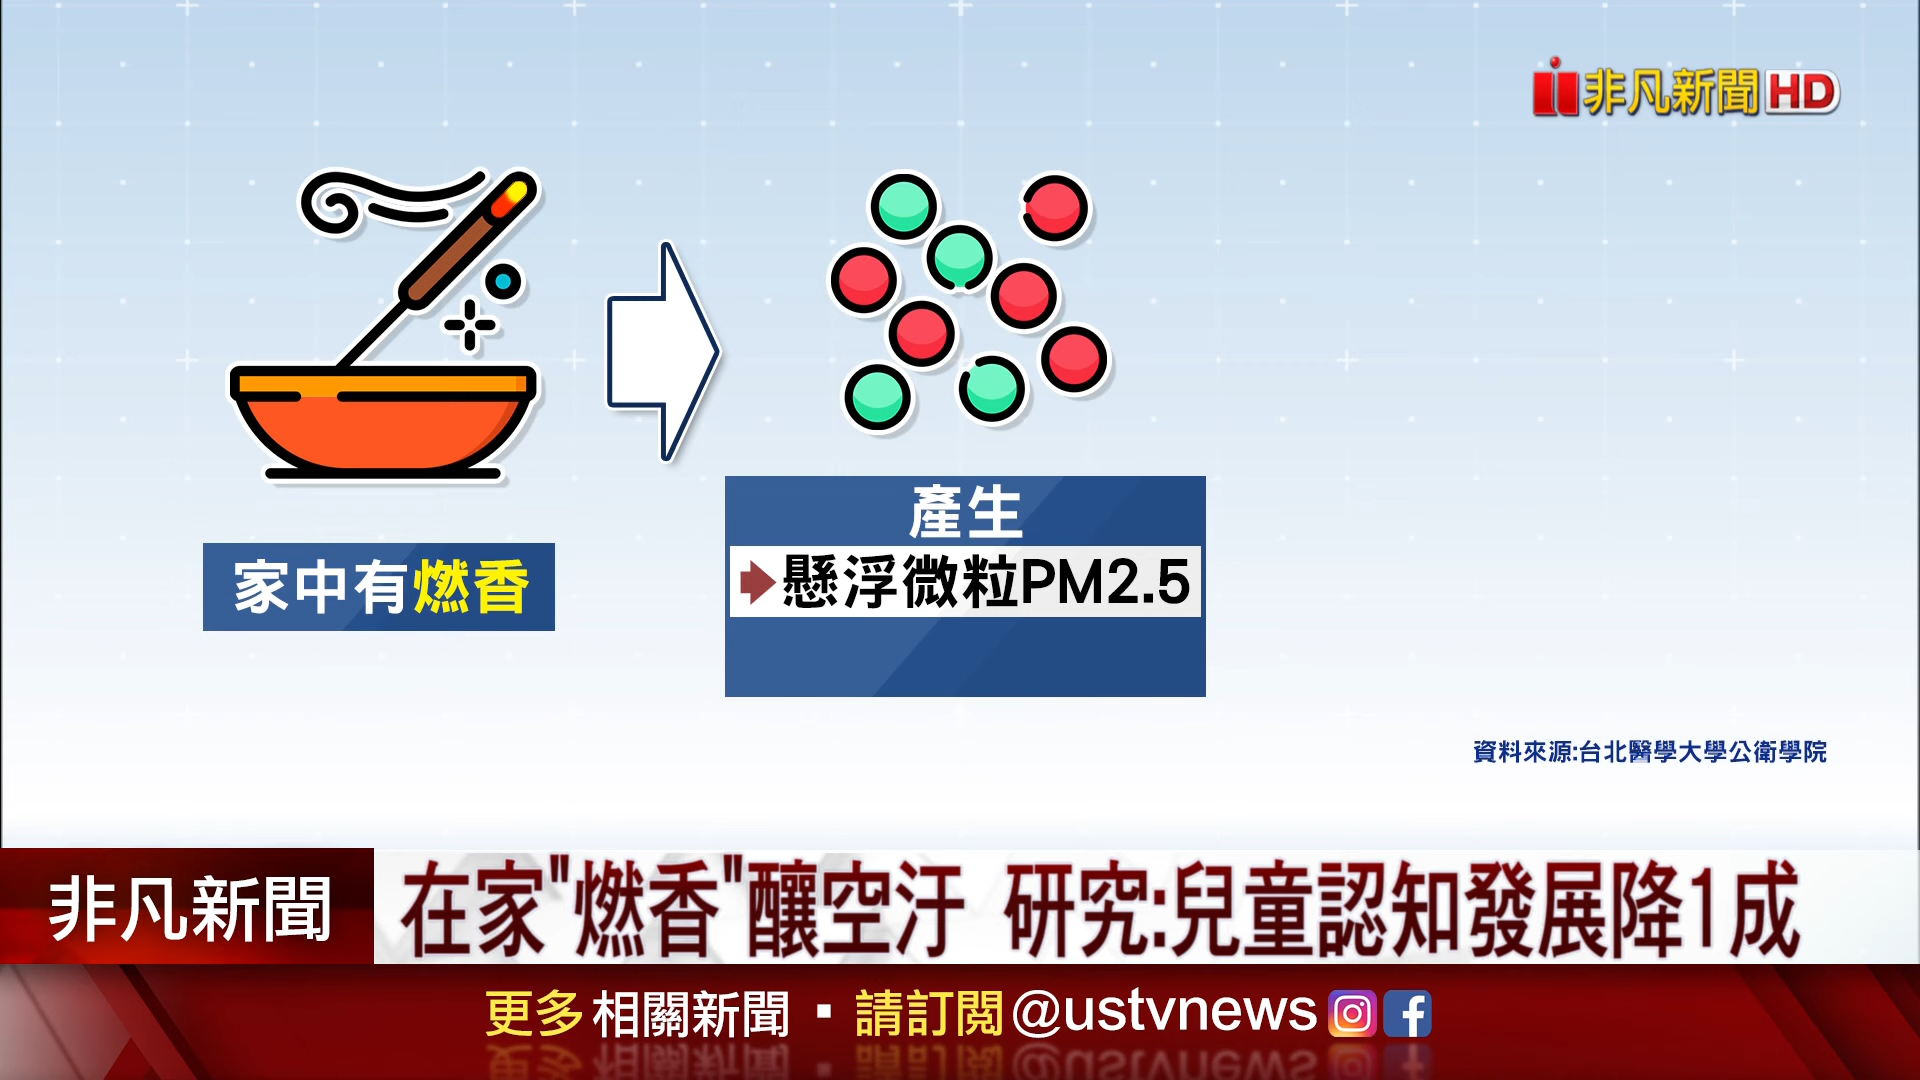 非凡新聞HD
家中有燃香
產生
懸浮微粒PM2.5
資料來源:台北醫學大學公衛學院
非凡新聞
在家"燃香"釀空汙 研究:兒童認知發展降1成
更多相關新聞▪請訂閱@ustvnews